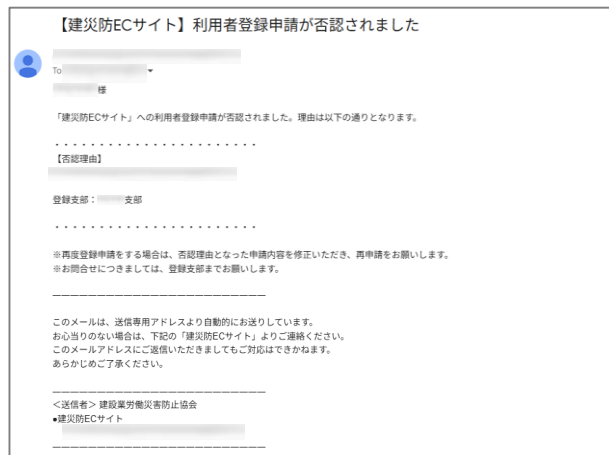 【建災防ECサイト】利用者登録申請が否認されました
To
様
「建災防ECサイト」への利用者登録申請が否認されました。理由は以下の通りとなります。
・・・・・・・・・・・・・・・・・・・・・・・
【否認理由】
登録支部： 支部
・・・・・・・・・・・・・・・・・・・・・・・
※再度登録申請をする場合は、否認理由となった申請内容を修正いただき、再申請をお願いします。
※お問合せにつきましては、登録支部までお願いします。
――――――――――――――――――――――――
このメールは、送信専用アドレスより自動的にお送りしています。
お心当りのない場合は、下記の「建災防ECサイト」よりご連絡ください。
このメールアドレスにご返信いただきましてもご対応はできかねます。
あらかじめご了承ください。
――――――――――――――――――――――――
＜送信者＞ 建設業労働災害防止協会
●建災防ECサイト
――――――――――――――――――――――――